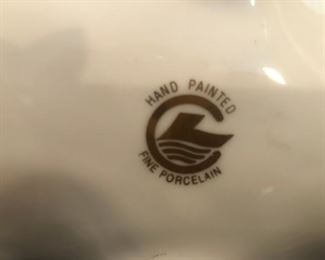 HAND PAINTED
FINE PORCELAIN